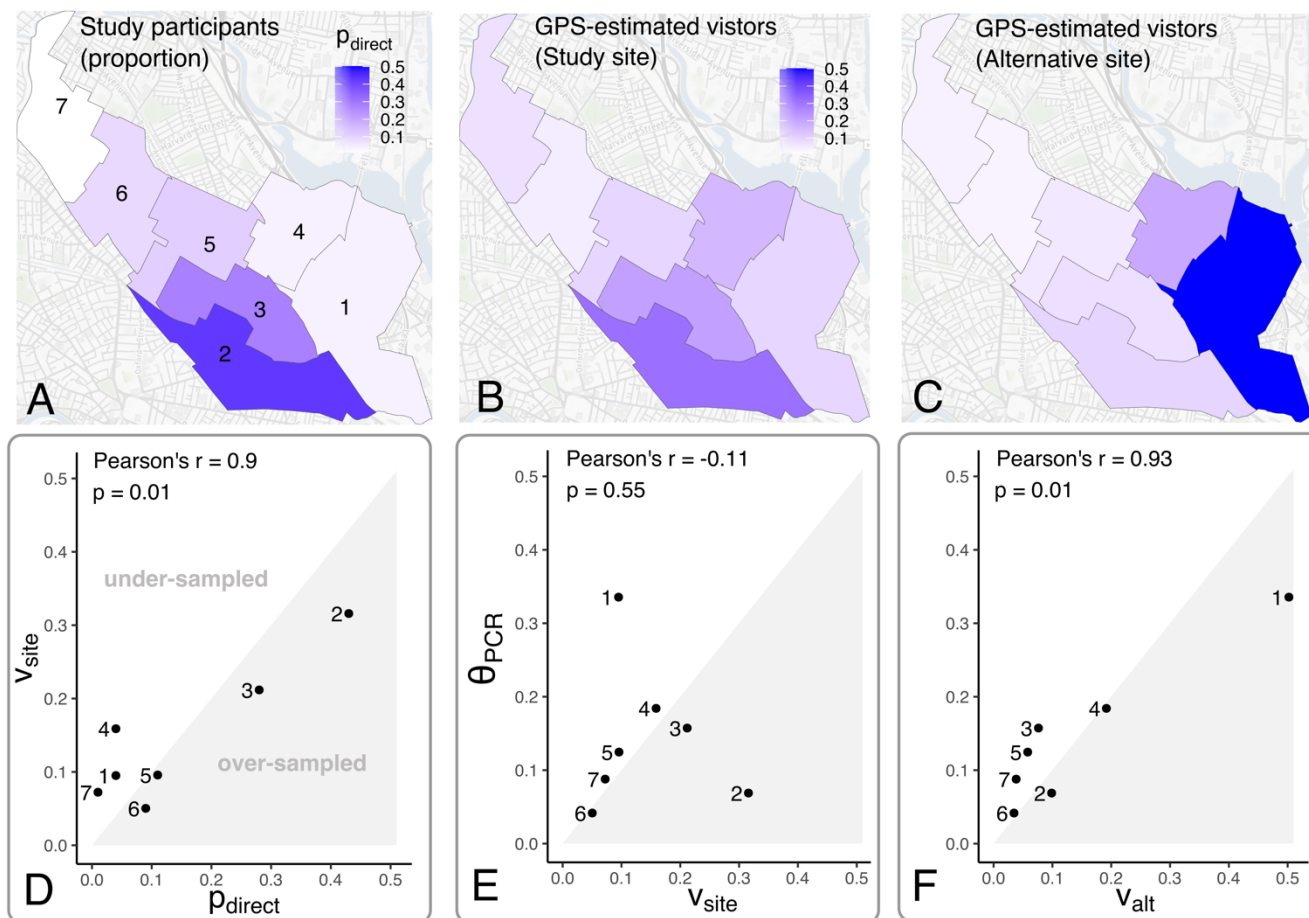 Study participants
(proportion)
p_direct
0.5
0.4
0.3
0.2
0.1
7
6
5
4
3
1
2
A
GPS-estimated vistors
(Study site)
0.5
0.4
0.3
0.2
0.1
B
GPS-estimated vistors
(Alternative site)
C
Pearson's r = 0.9
p = 0.01
0.5
0.4
0.3
0.2
0.1
0.0
v_site
under-sampled
over-sampled
2
3
4
1
5
7
6
0.0 0.1 0.2 0.3 0.4 0.5
p_direct
D
Pearson's r = -0.11
p = 0.55
0.5
0.4
0.3
0.2
0.1
0.0
θ_PCR
1
4
3
5
7
2
6
0.0 0.1 0.2 0.3 0.4 0.5
v_site
E
Pearson's r = 0.93
p = 0.01
0.5
0.4
0.3
0.2
0.1
0.0
1
4
3
5
7
2
6
0.0 0.1 0.2 0.3 0.4 0.5
v_alt
F